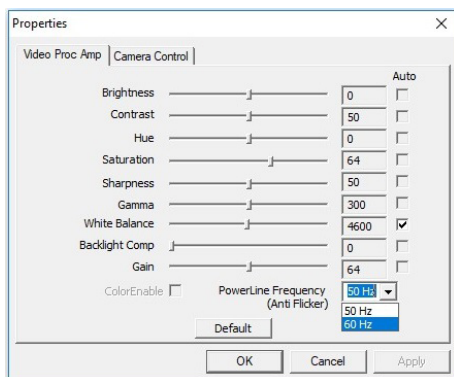 Properties
Video Proc Amp Camera Control
Auto
Brightness 0
Contrast 50
Hue 0
Saturation 64
Sharpness 50
Gamma 300
White Balance 4600
Backlight Comp 0
Gain 64
ColorEnable PowerLine Frequency 50 Hz
(Anti Flicker)
50 Hz
60 Hz
Default
OK Cancel Apply